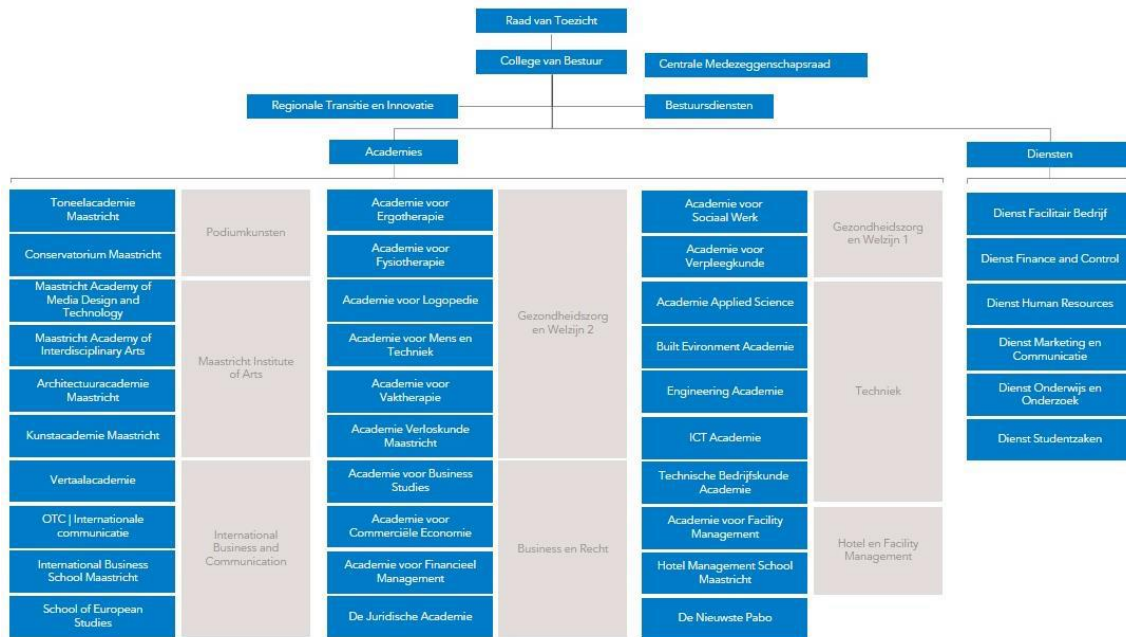 Raad van Toezicht
College van Bestuur
Centrale Medezeggenschapsraad
Regionale Transitie en Innovatie
Bestuursdiensten
Academies
Diensten
Toneelacademie
Maastricht
Conservatorium Maastricht
Maastricht Academy of
Media Design and
Technology
Maastricht Academy of
Interdisciplinary Arts
Architectuuracademie
Maastricht
Kunstacademie Maastricht
Vertaalacademie
OTC | Internationale
communicatie
International Business
School Maastricht
School of European
Studies
Podiumkunsten
Maastricht Institute
of Arts
International
Business and
Communication
Academie voor
Ergotherapie
Academie voor
Fysiotherapie
Academie voor Logopedie
Academie voor Mens en
Techniek
Academie voor
Vaktherapie
Academie Verloskunde
Maastricht
Academie voor Business
Studies
Academie voor
Commerciële Economie
Academie voor Financieel
Management
De Juridische Academie
Gezondheidszorg
en Welzijn 2
Business en Recht
Academie voor
Sociaal Werk
Academie voor
Verpleegkunde
Academie Applied Science
Built Evironment Academie
Engineering Academie
ICT Academie
Technische Bedrijfskunde
Academie
Academie voor Facility
Management
Hotel Management School
Maastricht
De Nieuwste Pabo
Gezondheidszorg
en Welzijn 1
Techniek
Hotel en Facility
Management
Dienst Facilitair Bedrijf
Dienst Finance and Control
Dienst Human Resources
Dienst Marketing en
Communicatie
Dienst Onderwijs en
Onderzoek
Dienst Studentzaken